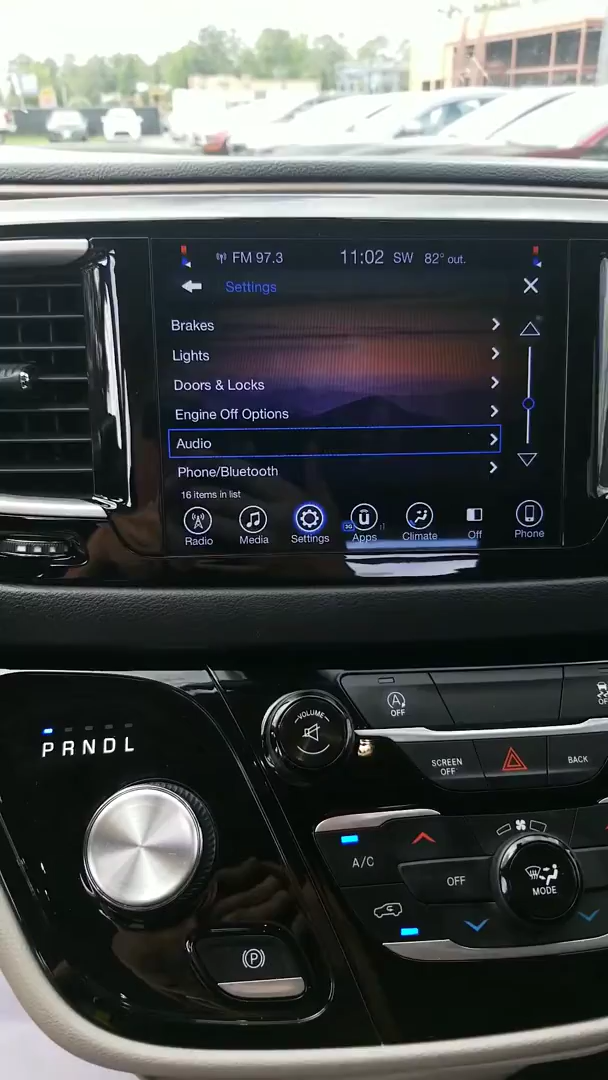 FM 97.3 11:02 SW 82° out.
Settings
Brakes
Lights
Doors & Locks
Engine Off Options
Audio
Phone/Bluetooth
16 items in list
Radio Media Settings Apps Climate Off Phone
3G
VOLUME
A OFF
OFF
SCREEN OFF
BACK
PRNDL
A/C
OFF
MODE
P